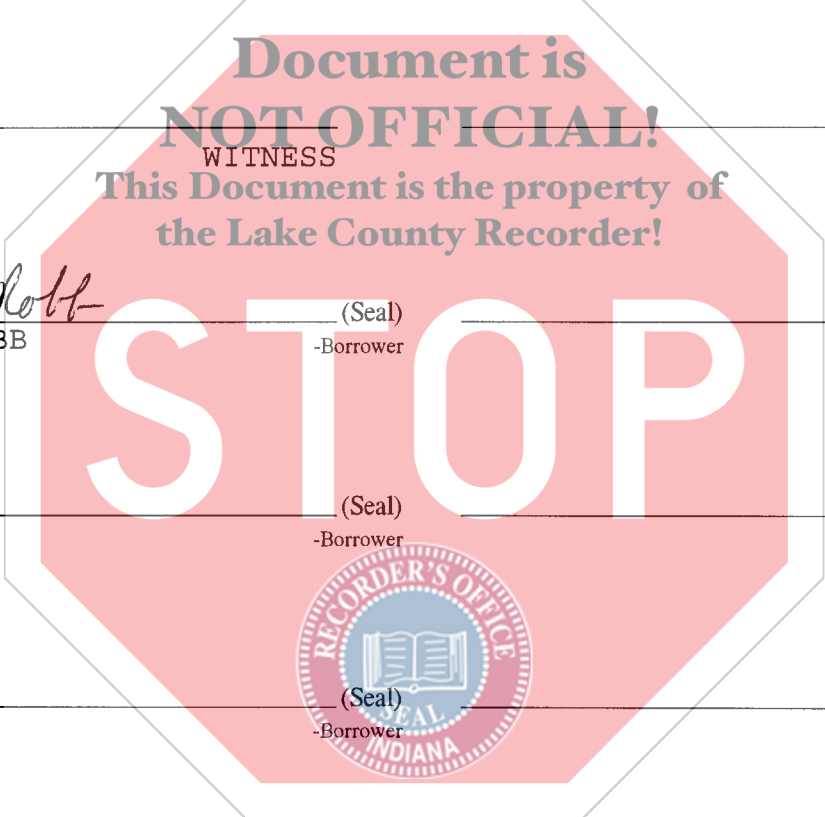 Document is
NOT OFFICIAL!
WITNESS
This Document is the property of
the Lake County Recorder!
(Seal)
BB
-Borrower
STOP
(Seal)
-Borrower
RECORDER'S OFFICE
(Seal)
SEAL
-Borrower
INDIANA